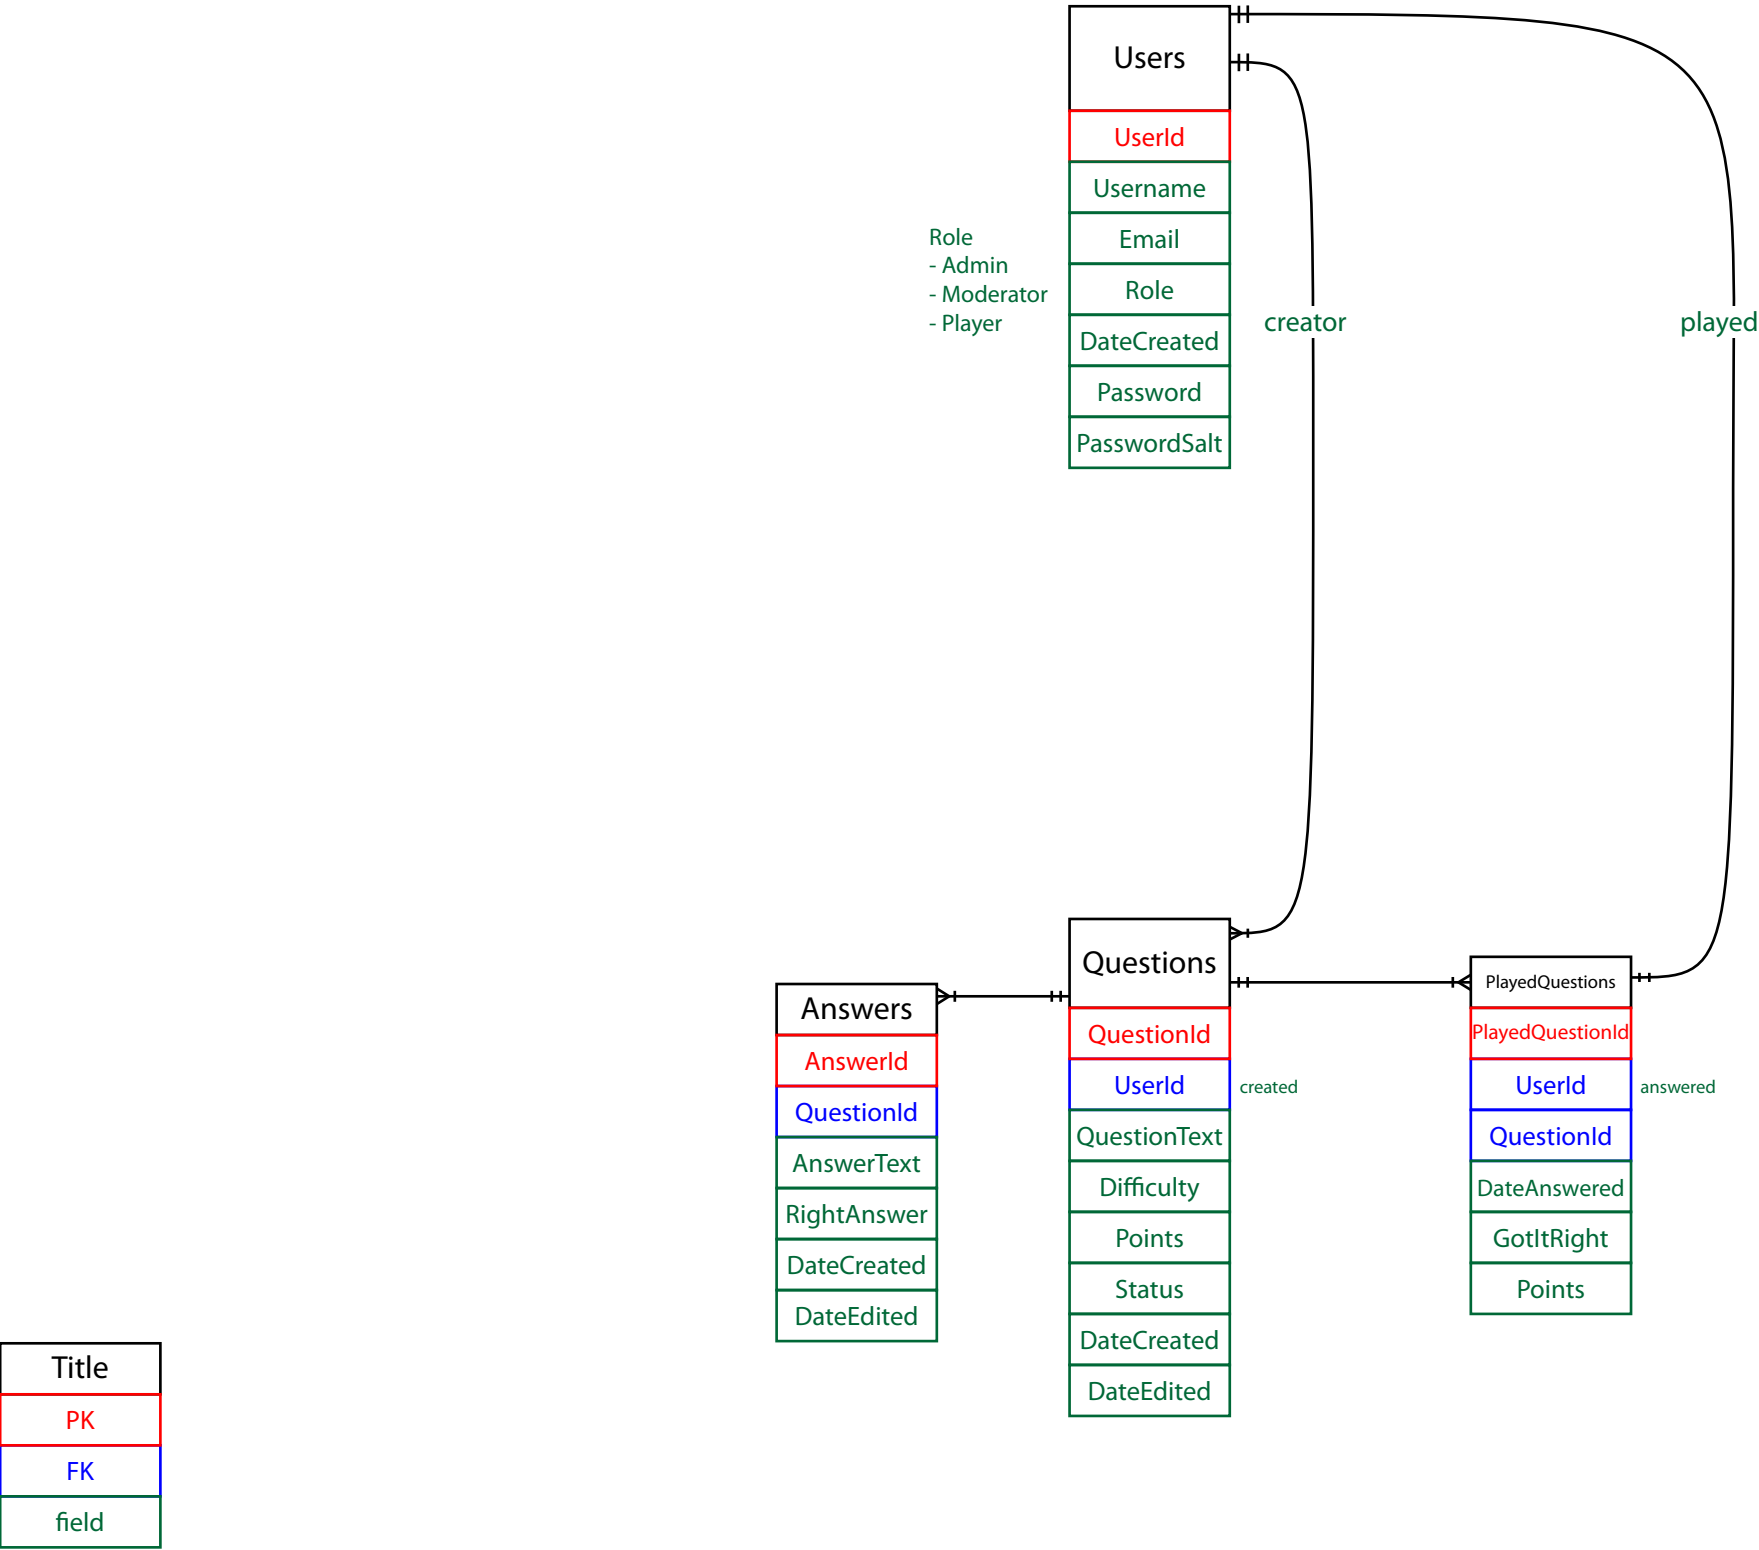 Users
UserId
Username
Email
Role
DateCreated
Password
PasswordSalt
Role
- Admin
- Moderator
- Player
creator
played
Answers
AnswerId
QuestionId
AnswerText
RightAnswer
DateCreated
DateEdited
Questions
QuestionId
UserId
created
QuestionText
Difficulty
Points
Status
DateCreated
DateEdited
PlayedQuestions
PlayedQuestionId
UserId
answered
QuestionId
DateAnswered
GotItRight
Points
Title
PK
FK
field